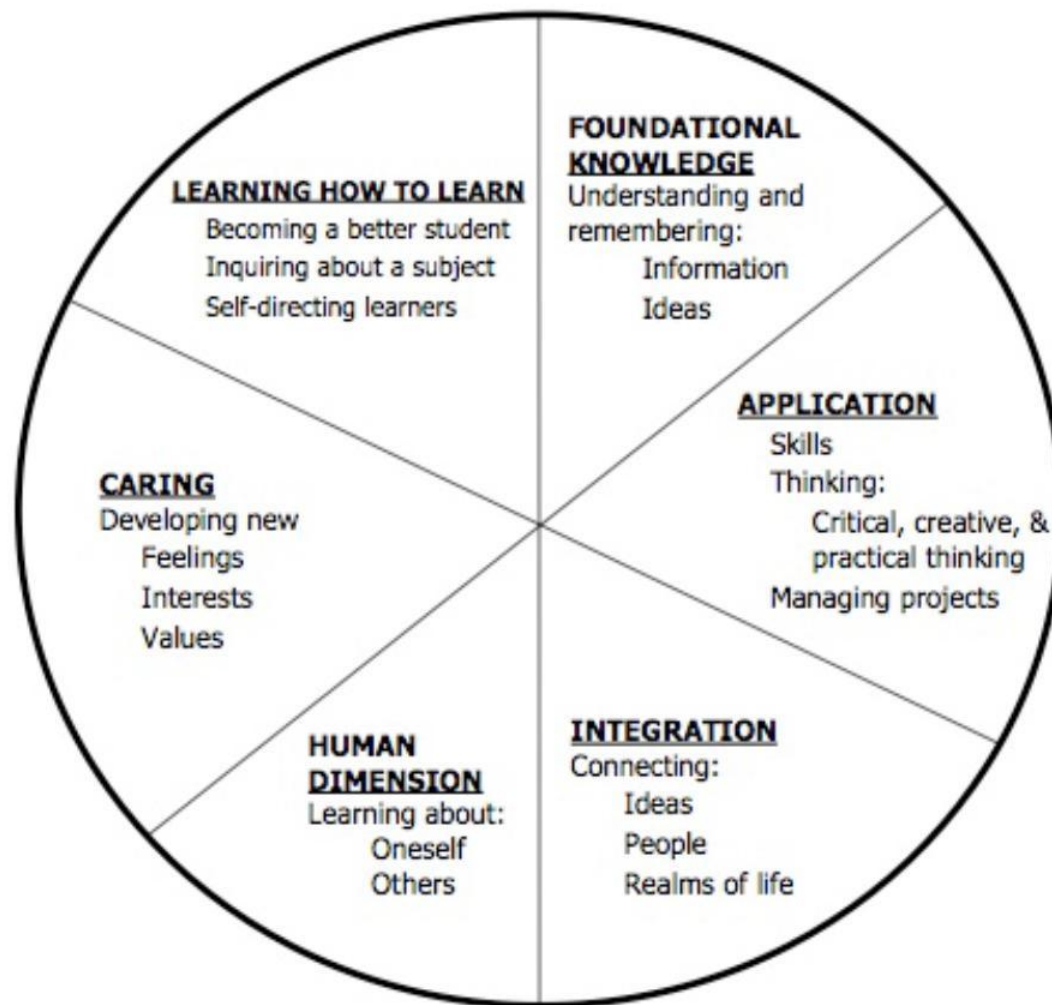 FOUNDATIONAL
KNOWLEDGE
Understanding and
remembering:
Information
Ideas
APPLICATION
Skills
Thinking:
Critical, creative, &
practical thinking
Managing projects
INTEGRATION
Connecting:
Ideas
People
Realms of life
HUMAN
DIMENSION
Learning about:
Oneself
Others
CARING
Developing new
Feelings
Interests
Values
LEARNING HOW TO LEARN
Becoming a better student
Inquiring about a subject
Self-directing learners